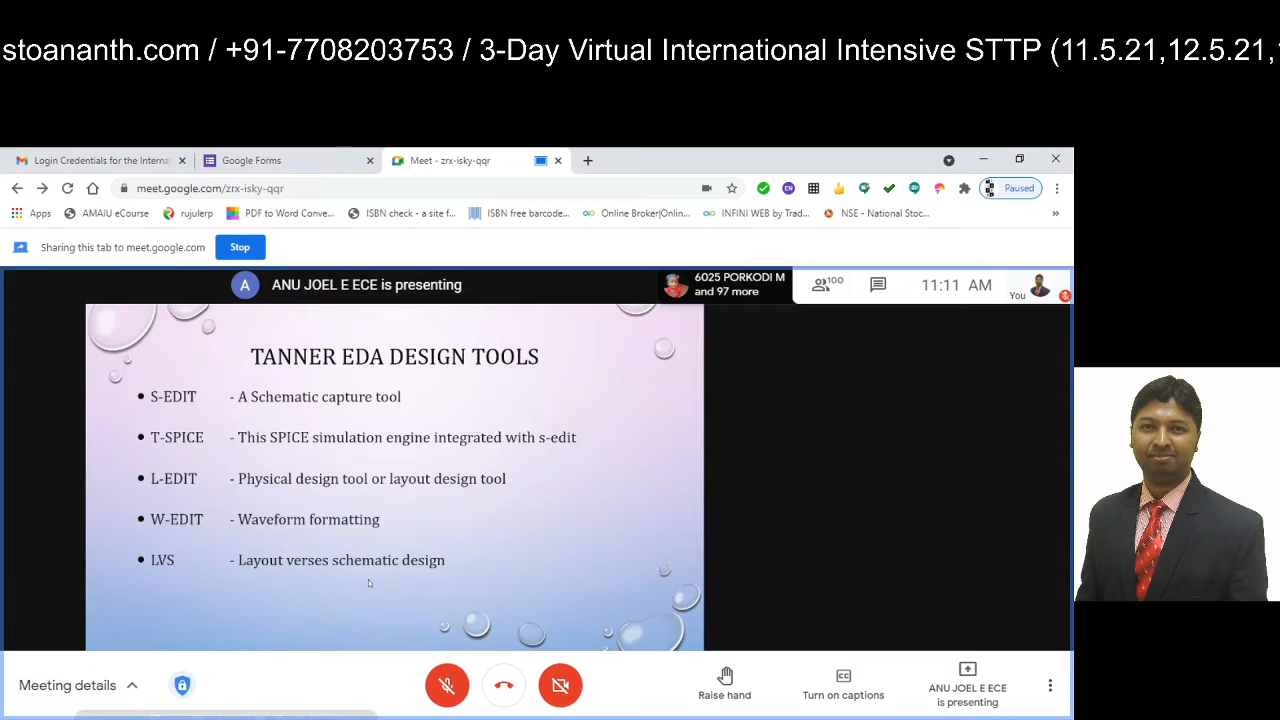 stoananth.com / +91-7708203753 / 3-Day Virtual International Intensive STTP (11.5.21,12.5.21,
Login Credentials for the Interna
Google Forms
Meet - zrx-isky-qqr
meet.google.com/zrx-isky-qqr
EN
Paused
Apps
AMAIU eCourse
rujulerp
PDF to Word Conve...
ISBN check - a site f...
ISBN free barcode...
Online Broker|Onlin...
INFINI WEB by Trad...
NSE - National Stoc...
»
Sharing this tab to meet.google.com
Stop
A
ANU JOEL E ECE is presenting
6025 PORKODI M
and 97 more
100
11:11 AM
You
TANNER EDA DESIGN TOOLS
• S-EDIT - A Schematic capture tool
• T-SPICE - This SPICE simulation engine integrated with s-edit
• L-EDIT - Physical design tool or layout design tool
• W-EDIT - Waveform formatting
• LVS - Layout verses schematic design
Meeting details
Raise hand
CC
Turn on captions
ANU JOEL E ECE
is presenting